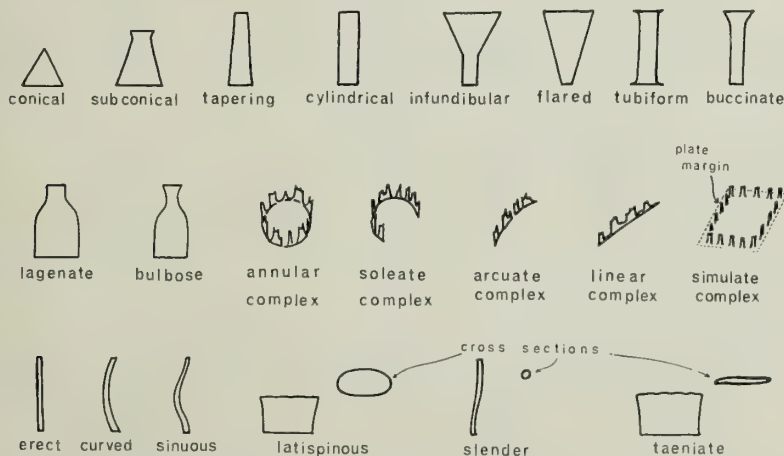 conical subconical tapering cylindrical infundibular flared tubiform buccinate
plate
margin
lagenate bulbose annular soleate arcuate linear simulate
complex complex complex complex complex
cross sections
erect curved sinuous latispinous slender taeniate